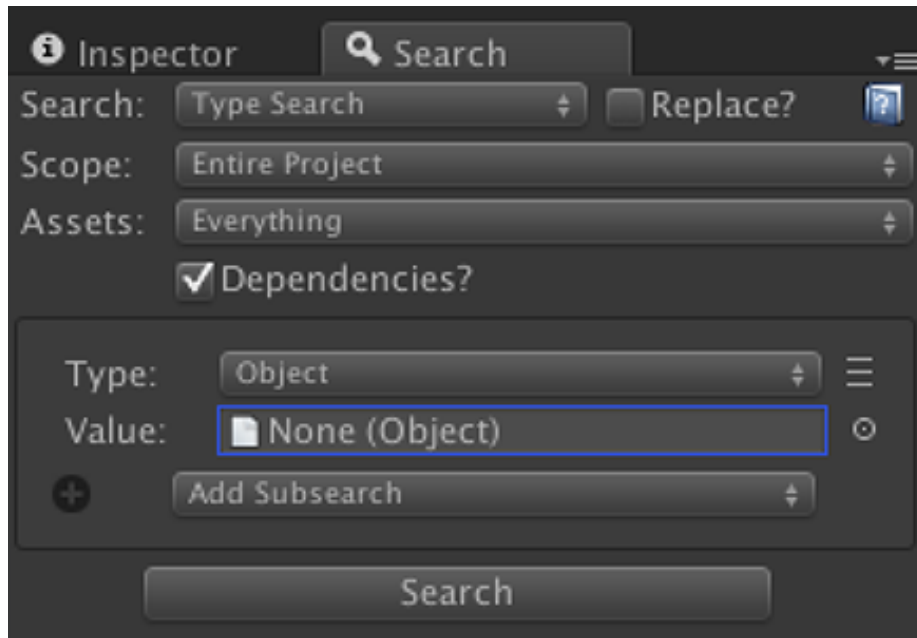 Inspector Search
Search: Type Search Replace?
Scope: Entire Project
Assets: Everything
Dependencies?
Type: Object
Value: None (Object)
Add Subsearch
Search